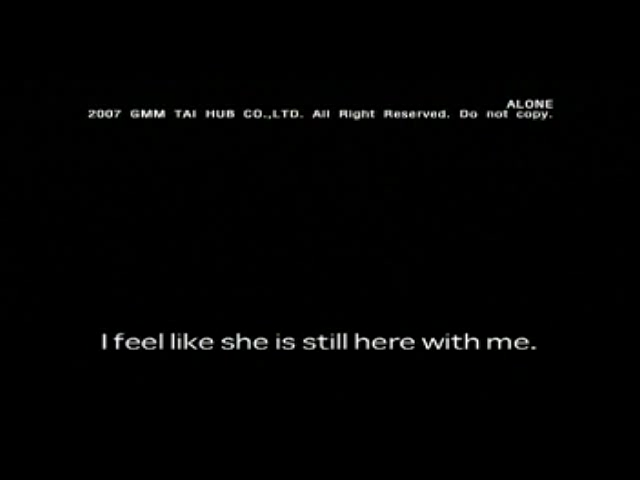 ALONE
2007 GMM TAI HUB CO.,LTD. All Right Reserved. Do not copy.
I feel like she is still here with me.